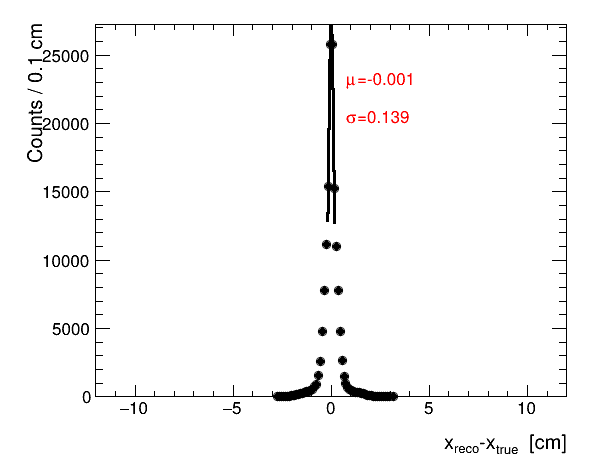 Counts / 0.1 cm
25000
20000
15000
10000
5000
0
μ=-0.001
σ=0.139
−10 −5 0 5 10
x_reco-x_true [cm]